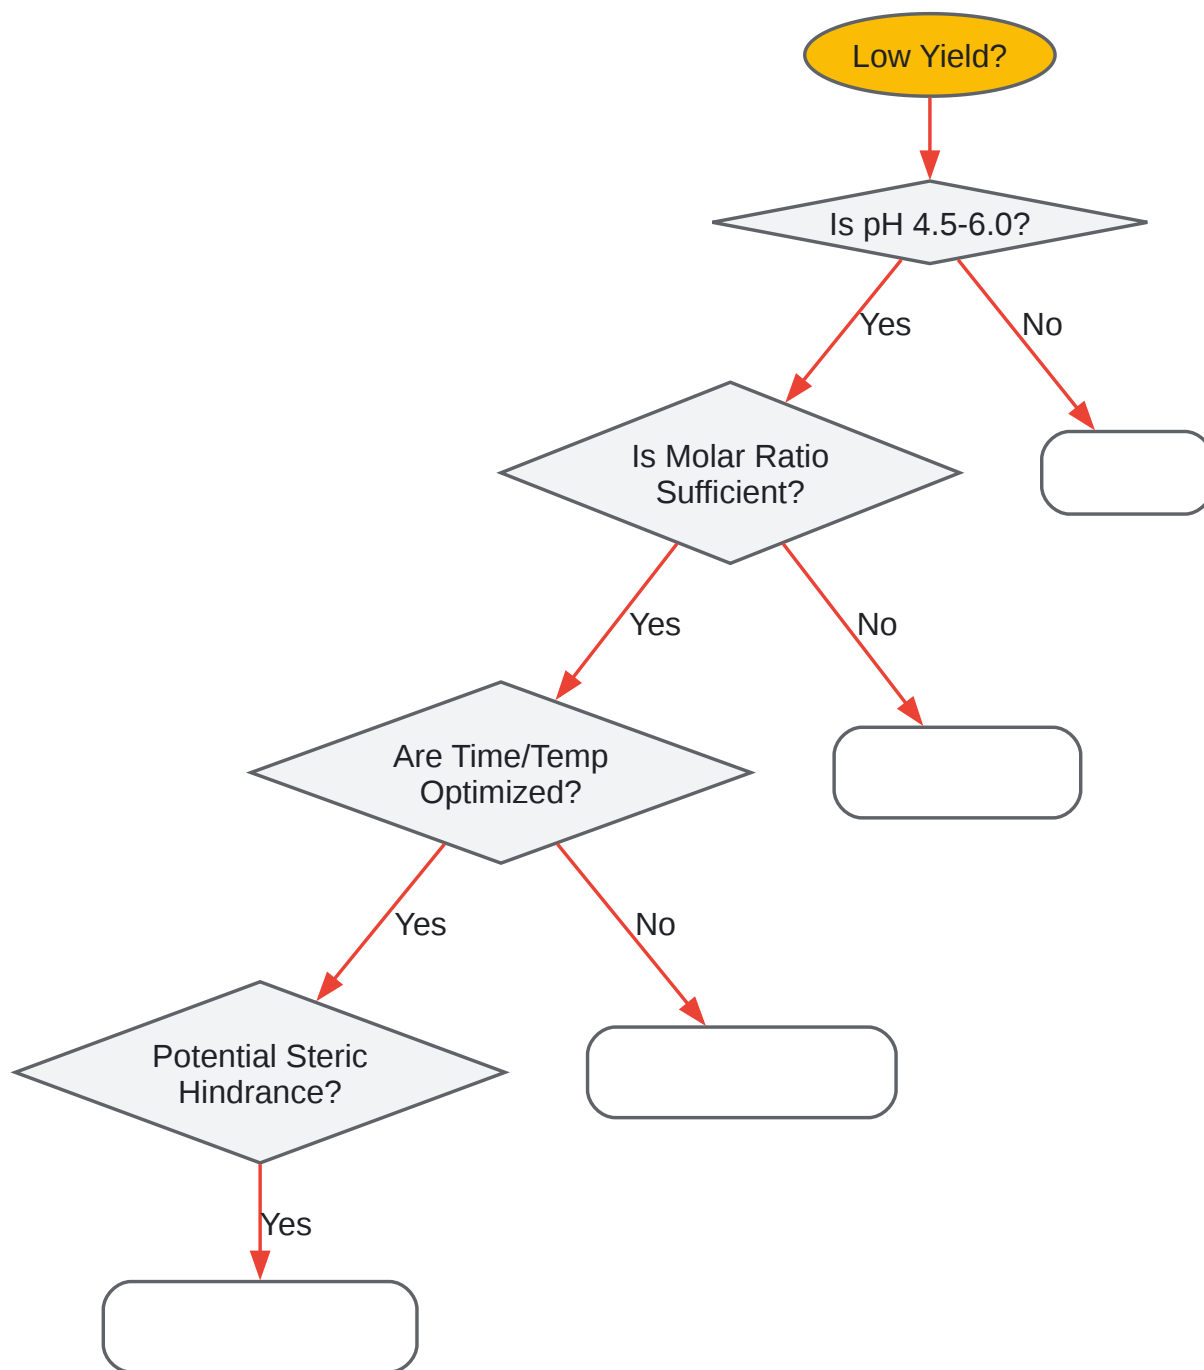 Low Yield?
Is pH 4.5-6.0?
Yes
No
Is Molar Ratio
Sufficient?
Yes
No
Are Time/Temp
Optimized?
Yes
No
Potential Steric
Hindrance?
Yes